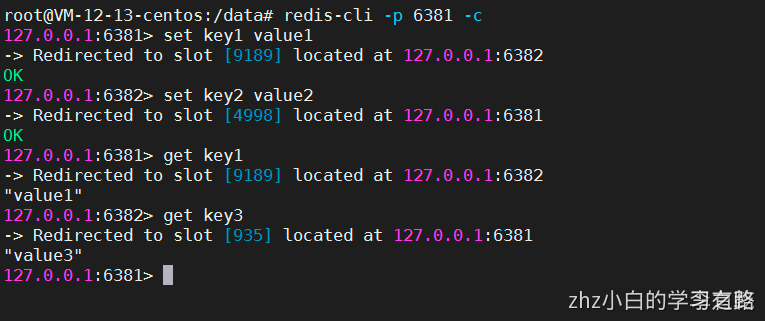 root@VM-12-13-centos:/data# redis-cli -p 6381 -c
127.0.0.1:6381> set key1 value1
-> Redirected to slot [9189] located at 127.0.0.1:6382
OK
127.0.0.1:6382> set key2 value2
-> Redirected to slot [4998] located at 127.0.0.1:6381
OK
127.0.0.1:6381> get key1
-> Redirected to slot [9189] located at 127.0.0.1:6382
"value1"
127.0.0.1:6382> get key3
-> Redirected to slot [935] located at 127.0.0.1:6381
"value3"
127.0.0.1:6381>
zhz小白的学习之路